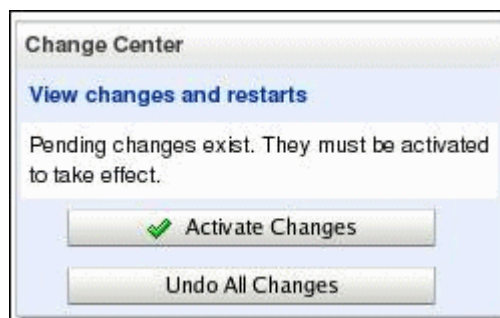 Change Center
View changes and restarts
Pending changes exist. They must be activated
to take effect.
Activate Changes
Undo All Changes